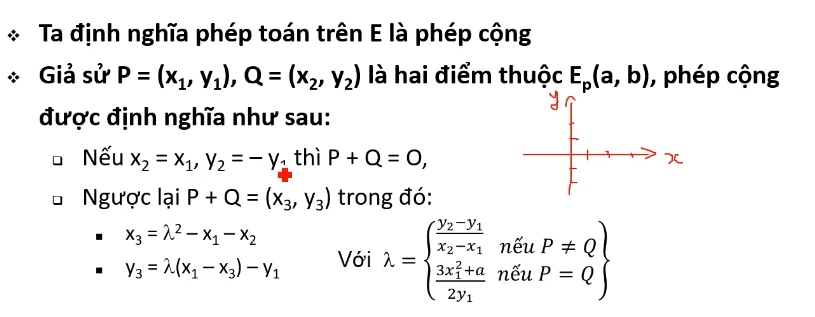 ❖ Ta định nghĩa phép toán trên E là phép cộng
❖ Giả sử P = (x₁, y₁), Q = (x₂, y₂) là hai điểm thuộc Eₚ(a, b), phép cộng
được định nghĩa như sau:
❑ Nếu x₂ = x₁, y₂ = – y₁ thì P + Q = O,
❑ Ngược lại P + Q = (x₃, y₃) trong đó:
▪ x₃ = λ² – x₁ – x₂
▪ y₃ = λ(x₁ – x₃) – y₁
Với λ = { (y₂−y₁)/(x₂−x₁) nếu P ≠ Q
(3x₁²+a)/(2y₁) nếu P = Q }
y
x